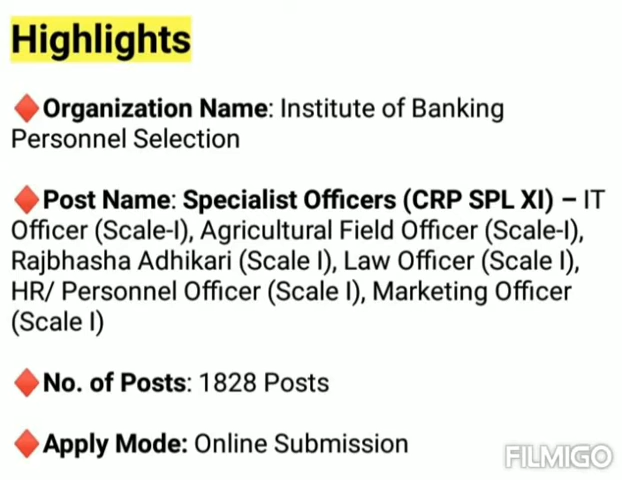 Highlights
♦Organization Name: Institute of Banking
Personnel Selection
♦Post Name: Specialist Officers (CRP SPL XI) – IT
Officer (Scale-I), Agricultural Field Officer (Scale-I),
Rajbhasha Adhikari (Scale I), Law Officer (Scale I),
HR/ Personnel Officer (Scale I), Marketing Officer
(Scale I)
♦No. of Posts: 1828 Posts
♦Apply Mode: Online Submission
FILMIGO